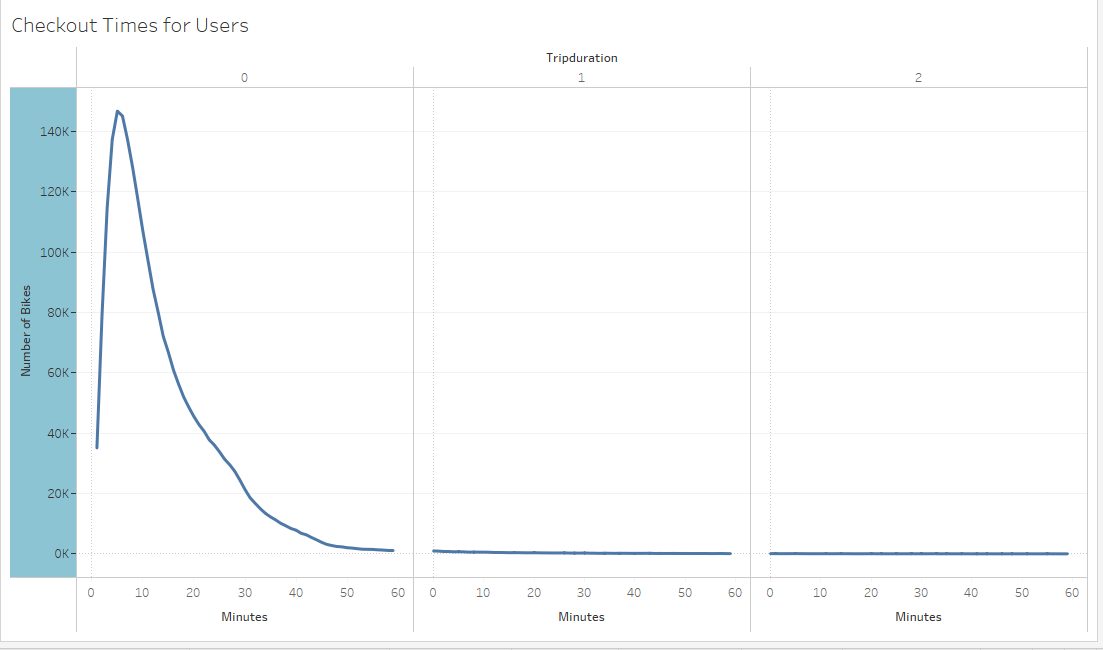 Checkout Times for Users
Tripduration
0 1 2
140K
120K
100K
80K
60K
40K
20K
0K
Number of Bikes
0 10 20 30 40 50 60 0 10 20 30 40 50 60 0 10 20 30 40 50 60
Minutes Minutes Minutes